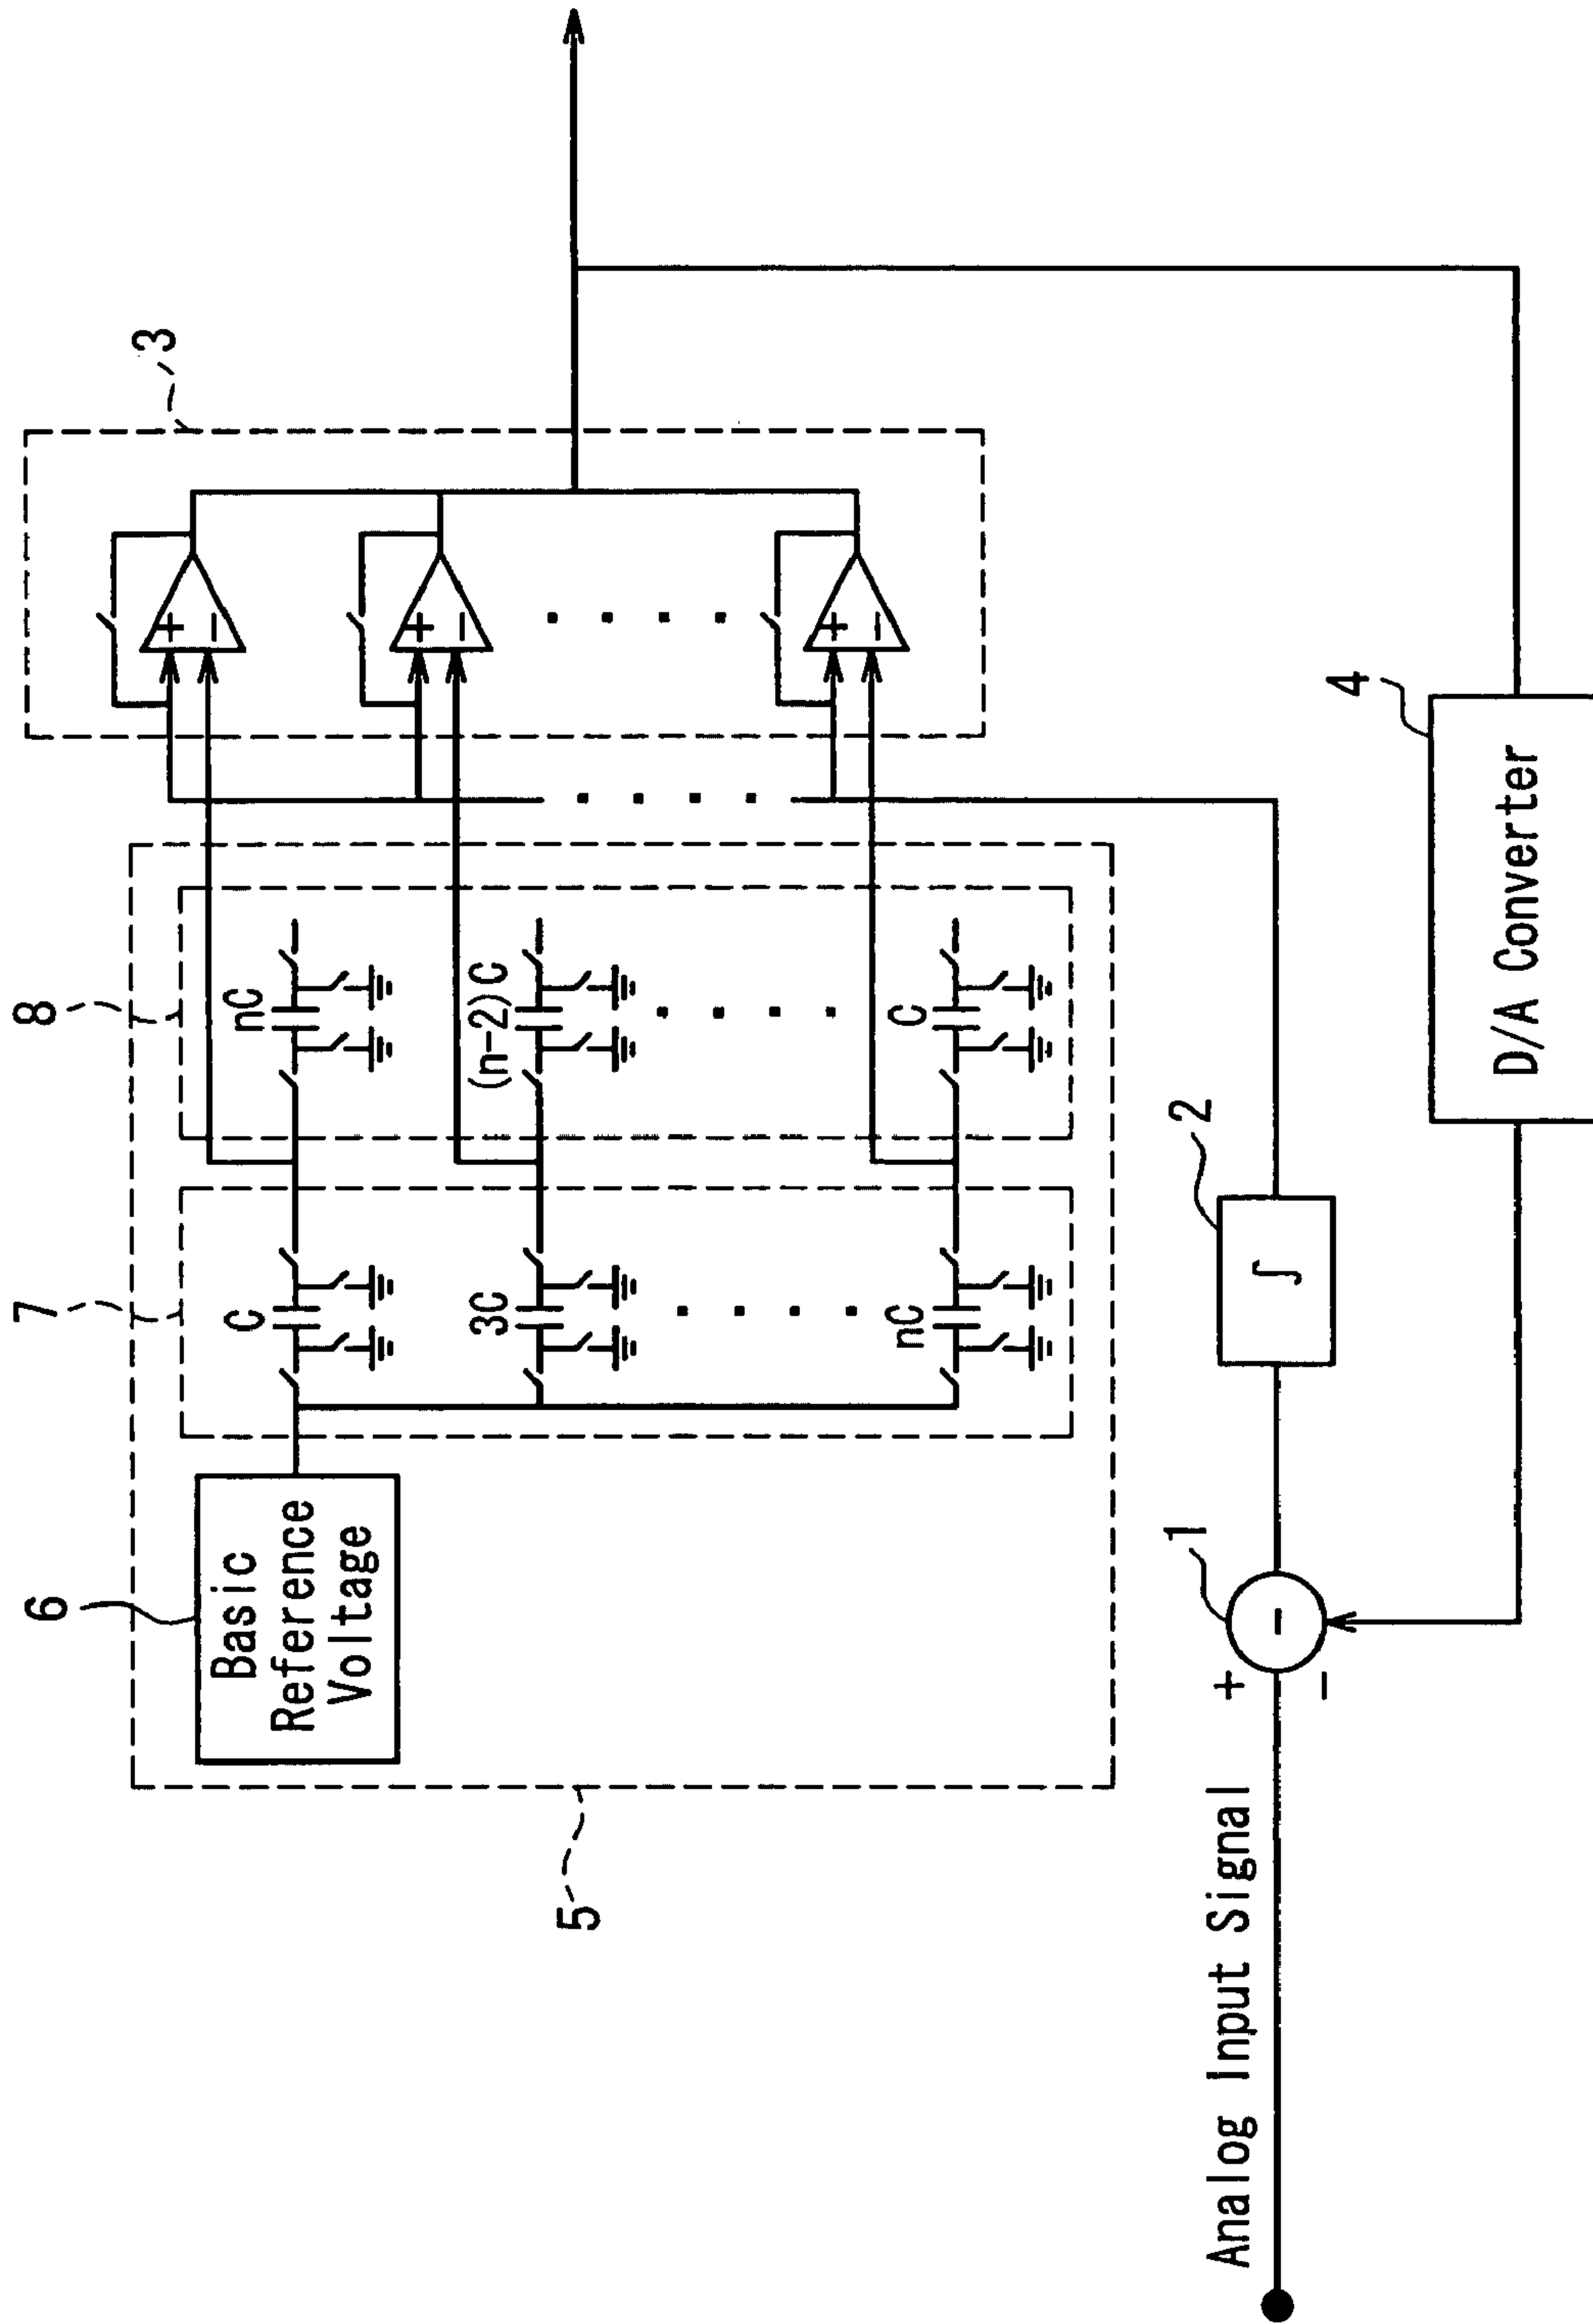 5
6
Basic
Reference
Voltage
7
C
3C
nC
8
nC
(n-2)C
C
3
+
−
+
−
+
−
Analog Input Signal
+
−
1
-
2
∫
4
D/A Converter